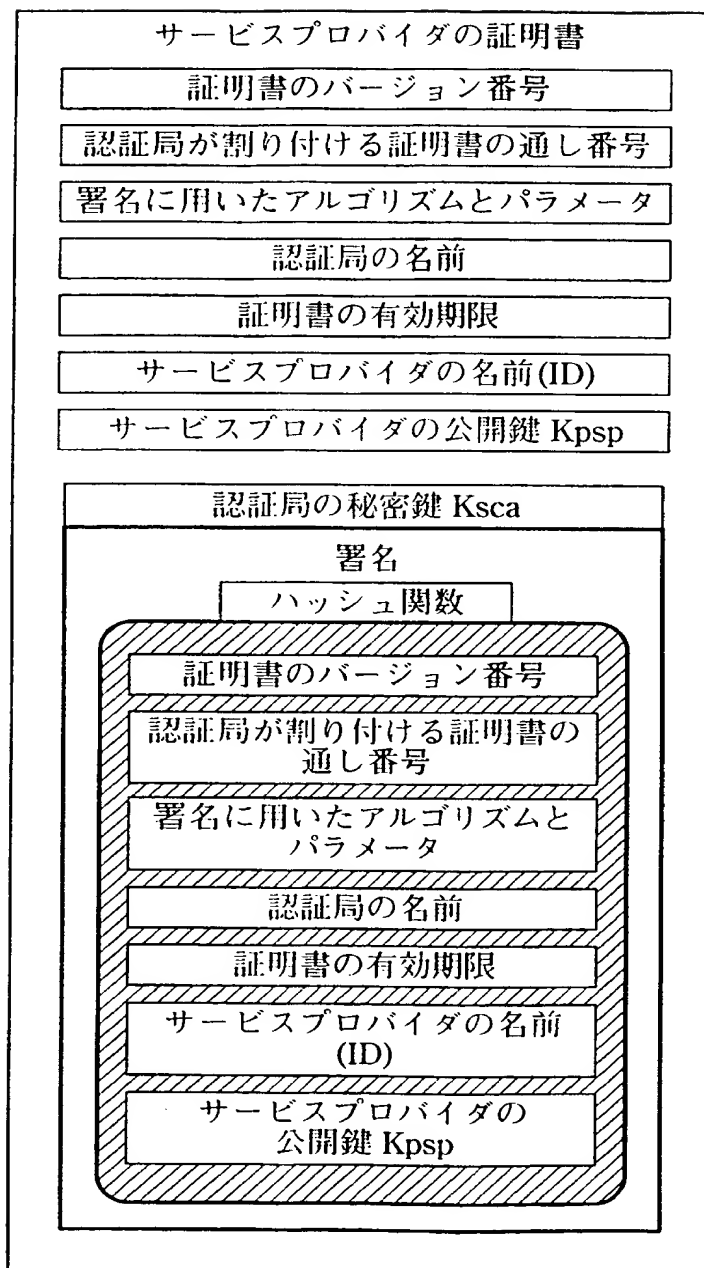 サービスプロバイダの証明書
証明書のバージョン番号
認証局が割り付ける証明書の通し番号
署名に用いたアルゴリズムとパラメータ
認証局の名前
証明書の有効期限
サービスプロバイダの名前(ID)
サービスプロバイダの公開鍵 Kpsp
認証局の秘密鍵 Ksca
署名
ハッシュ関数
証明書のバージョン番号
認証局が割り付ける証明書の
通し番号
署名に用いたアルゴリズムと
パラメータ
認証局の名前
証明書の有効期限
サービスプロバイダの名前
(ID)
サービスプロバイダの
公開鍵 Kpsp